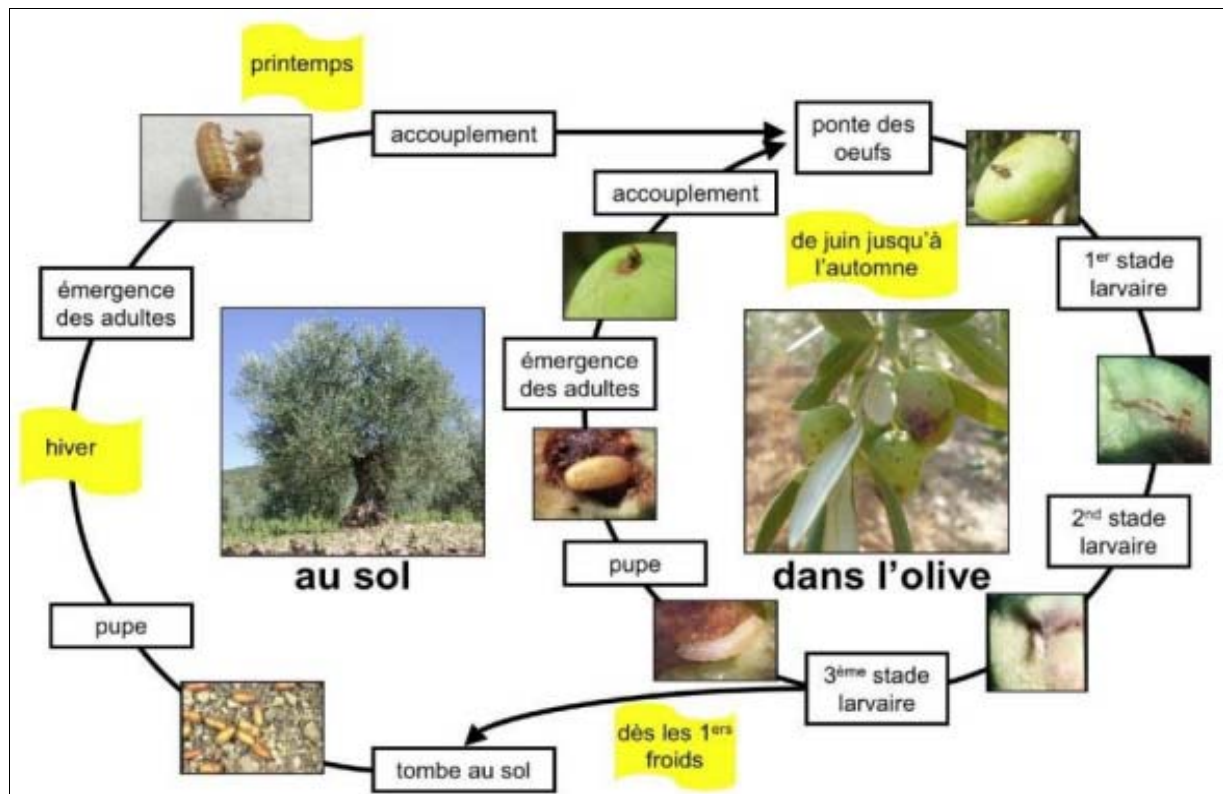 printemps
accouplement
ponte des
oeufs
accouplement
de juin jusqu'à
l'automne
1er stade
larvaire
émergence
des adultes
émergence
des adultes
hiver
2nd stade
larvaire
au sol
pupe
dans l'olive
pupe
3ème stade
larvaire
dès les 1ers
froids
tombe au sol